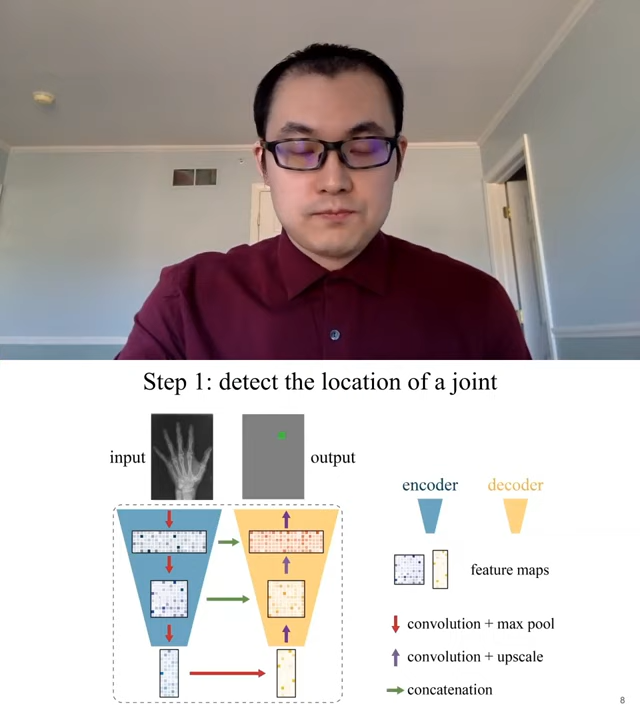 Step 1: detect the location of a joint
input
output
encoder
decoder
feature maps
convolution + max pool
convolution + upscale
concatenation
8